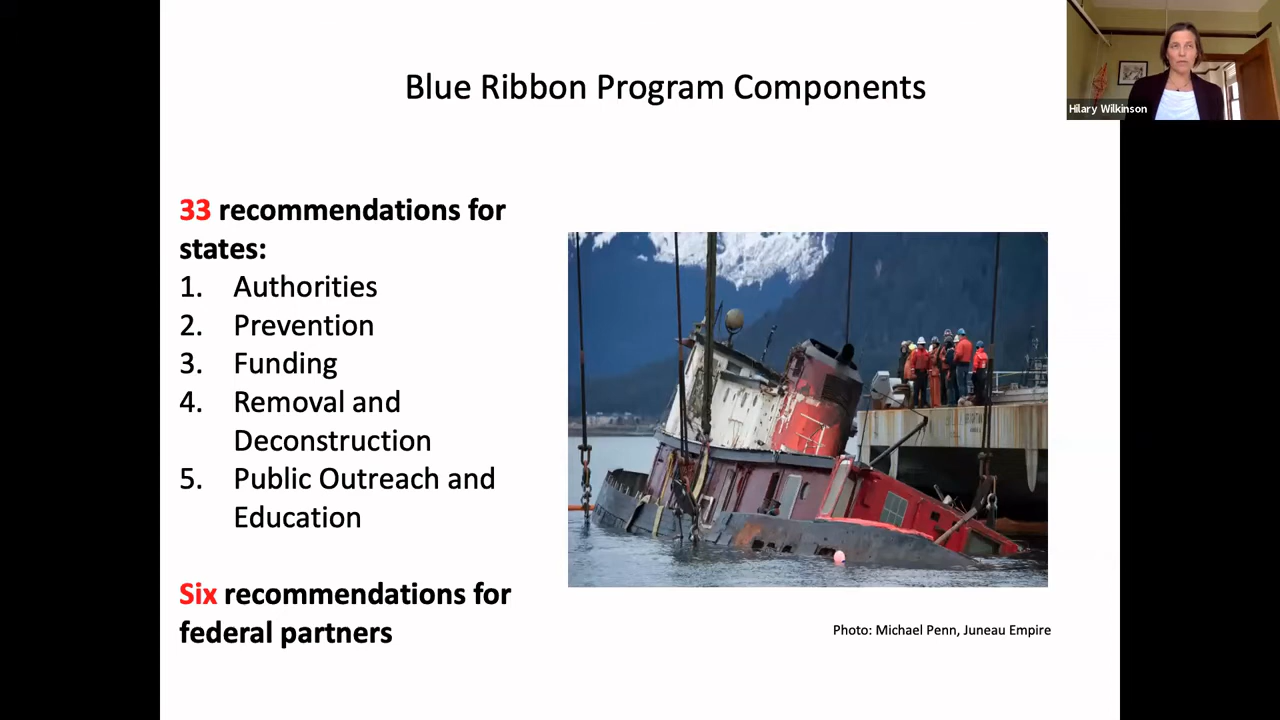 Blue Ribbon Program Components
Hilary Wilkinson
33 recommendations for
states:
1. Authorities
2. Prevention
3. Funding
4. Removal and
Deconstruction
5. Public Outreach and
Education
Six recommendations for
federal partners
Photo: Michael Penn, Juneau Empire